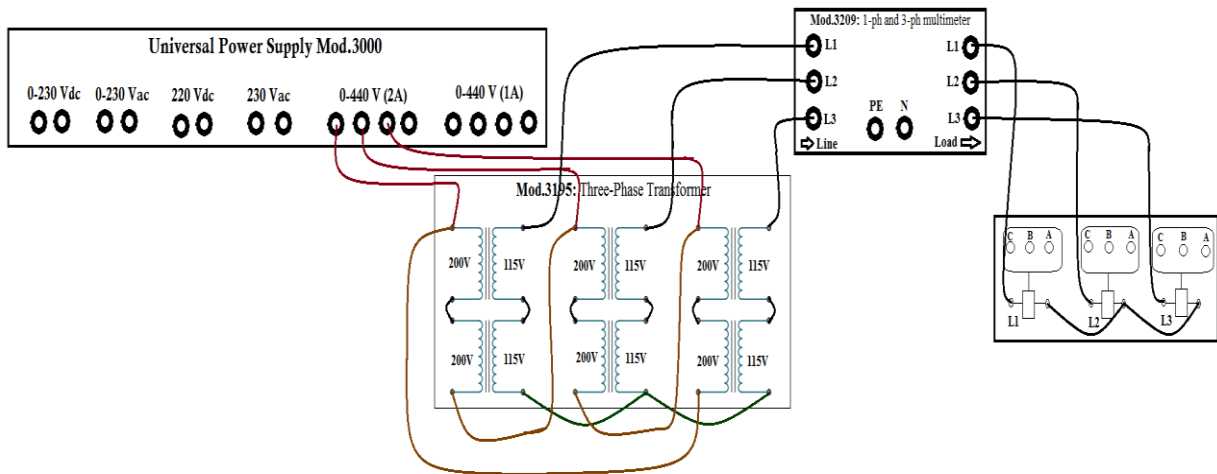 Universal Power Supply Mod.3000
0-230 Vdc 0-230 Vac 220 Vdc 230 Vac 0-440 V (2A) 0-440 V (1A)
Mod.3209: 1-ph and 3-ph multimeter
L1 L1
L2 L2
PE N
L3 L3
Line Load
Mod.3195: Three-Phase Transformer
200V 115V 200V 115V 200V 115V
200V 115V 200V 115V 200V 115V
C B A C B A C B A
L1 L2 L3